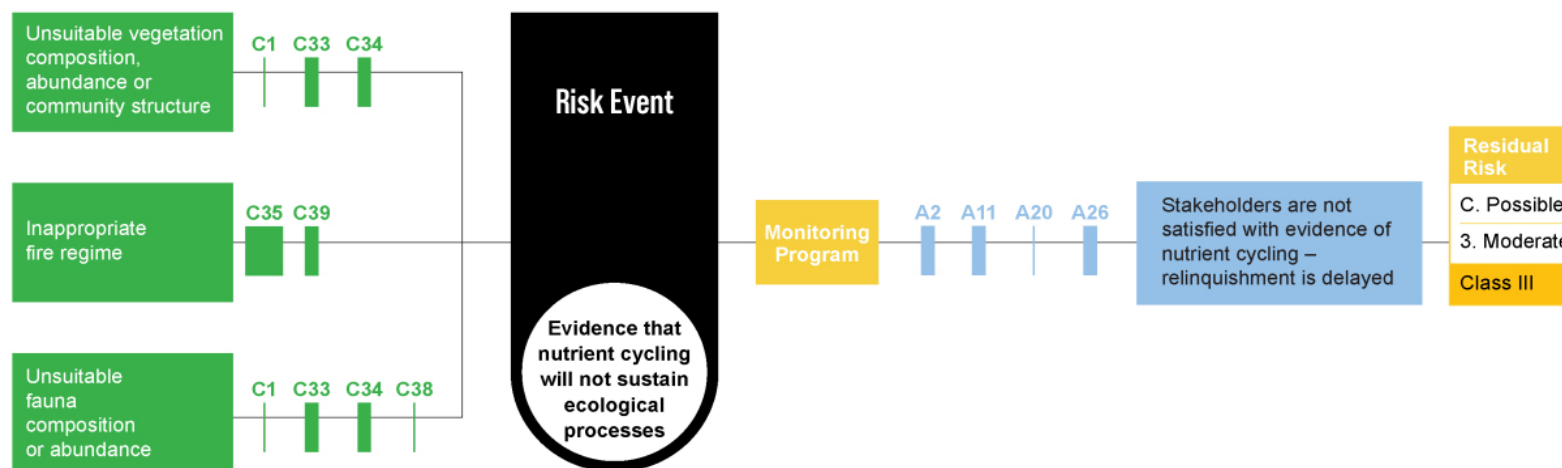 Unsuitable vegetation
composition,
abundance or
community structure
C1 C33 C34
Inappropriate
fire regime
C35 C39
Unsuitable
fauna
composition
or abundance
C1 C33 C34 C38
Risk Event
Evidence that
nutrient cycling
will not sustain
ecological
processes
Monitoring
Program
A2 A11 A20 A26
Stakeholders are not
satisfied with evidence of
nutrient cycling –
relinquishment is delayed
Residual
Risk
C. Possible
3. Moderate
Class III